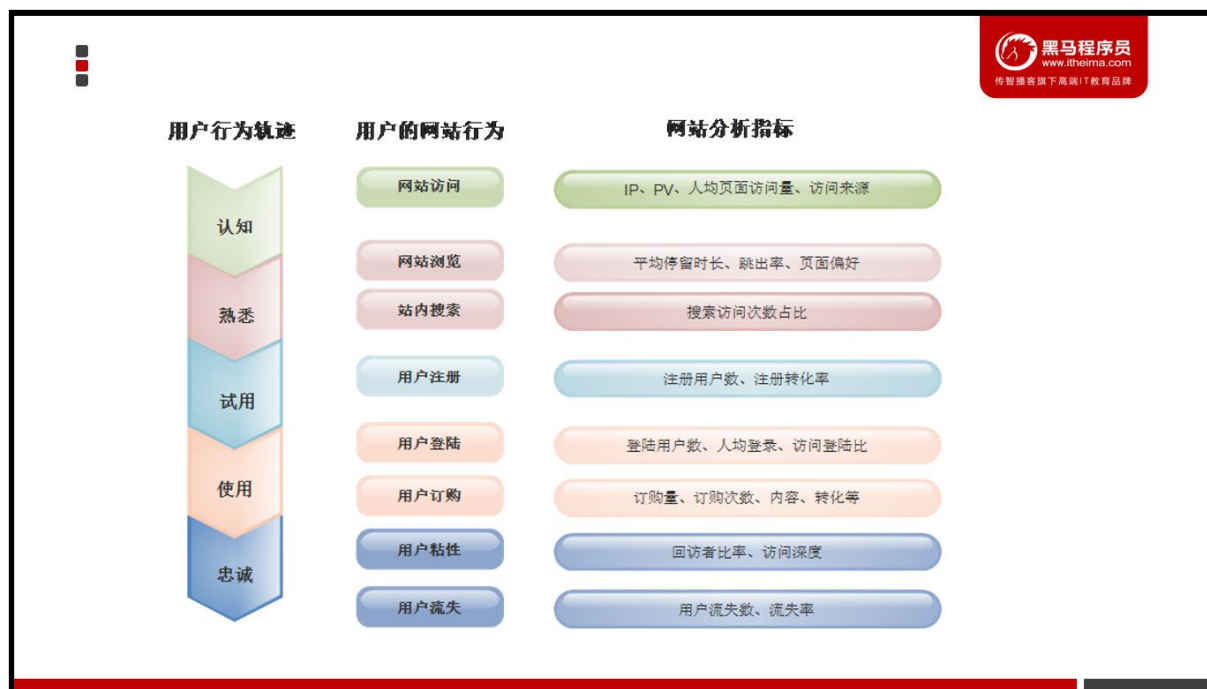 黑马程序员
www.itheima.com
传智播客旗下高端IT教育品牌
用户行为轨迹
用户的网站行为
网站分析指标
认知
熟悉
试用
使用
忠诚
网站访问
IP、PV、人均页面访问量、访问来源
网站浏览
平均停留时长、跳出率、页面偏好
站内搜索
搜索访问次数占比
用户注册
注册用户数、注册转化率
用户登陆
登陆用户数、人均登录、访问登陆比
用户订购
订购量、订购次数、内容、转化等
用户粘性
回访者比率、访问深度
用户流失
用户流失数、流失率